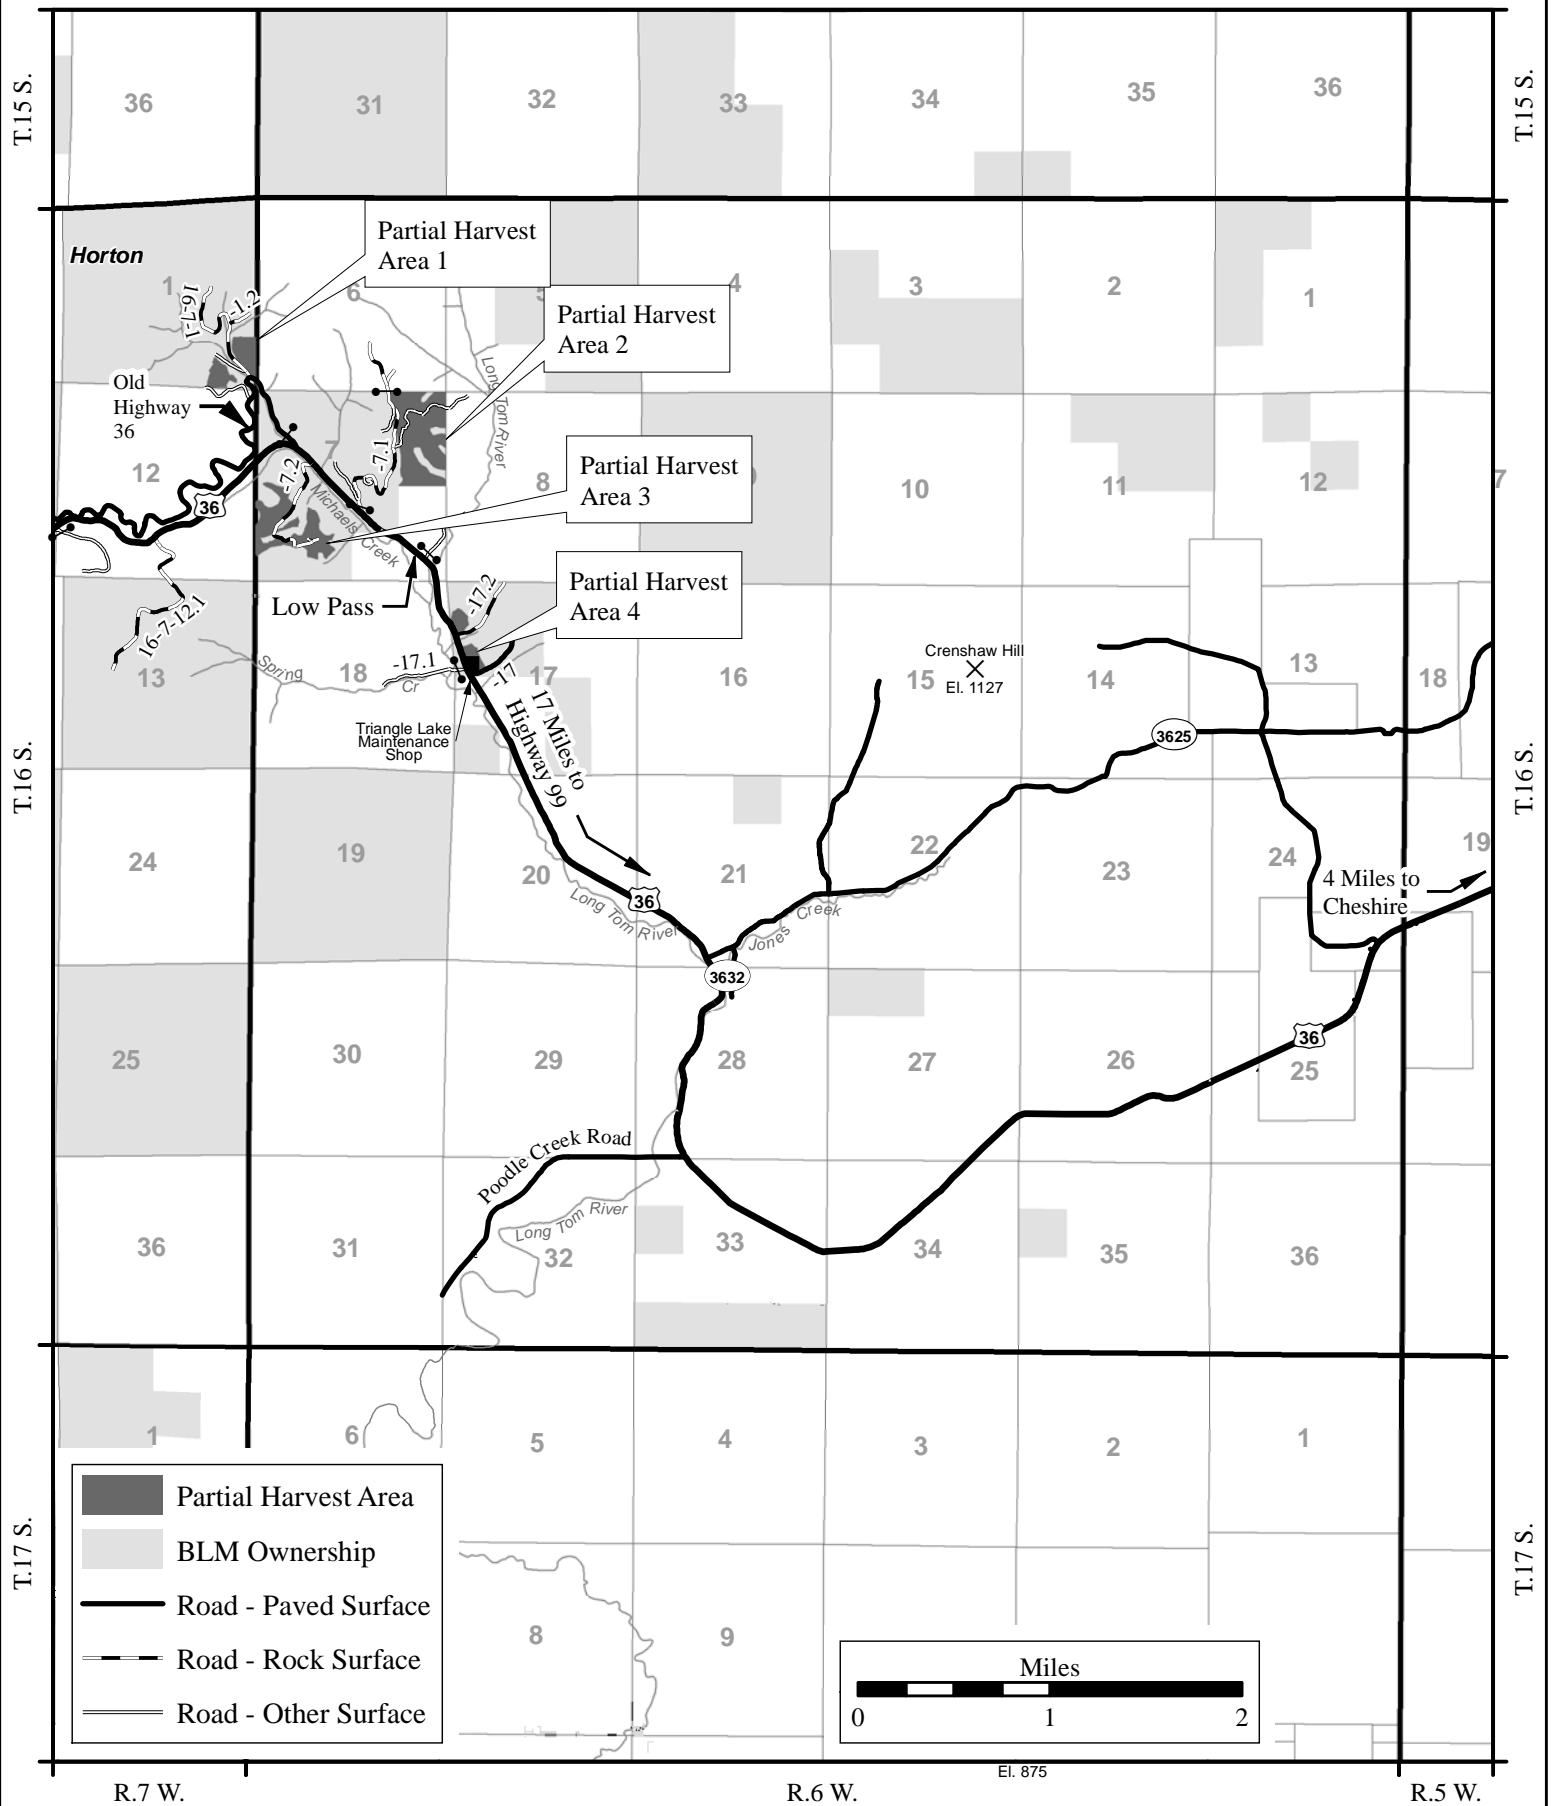 T.15 S.
T.15 S.
36
31
32
33
34
35
36
Horton
Partial Harvest
Area 1
1
6
5
4
3
2
1
16-7-1
-1.2
Partial Harvest
Area 2
Long Tom River
Old
Highway
36
12
7
-7.1
-7.2
8
10
11
12
7
36
Partial Harvest
Area 3
Michaels Creek
Low Pass
Partial Harvest
Area 4
-17.2
16-7-12.1
13
Spring
Cr
18
-17.1
-17
17
16
15
Crenshaw Hill
El. 1127
14
13
18
Triangle Lake
Maintenance
Shop
17 Miles to
Highway 99
3625
T.16 S.
T.16 S.
24
19
20
21
22
23
24
19
36
Long Tom River
Jones Creek
4 Miles to
Cheshire
3632
36
25
30
29
28
27
26
25
Poodle Creek Road
Long Tom River
36
31
32
33
34
35
36
1
6
5
4
3
2
1
T.17 S.
T.17 S.
Partial Harvest Area
BLM Ownership
Road - Paved Surface
Road - Rock Surface
Road - Other Surface
8
9
Miles
0
1
2
El. 875
R.7 W.
R.6 W.
R.5 W.